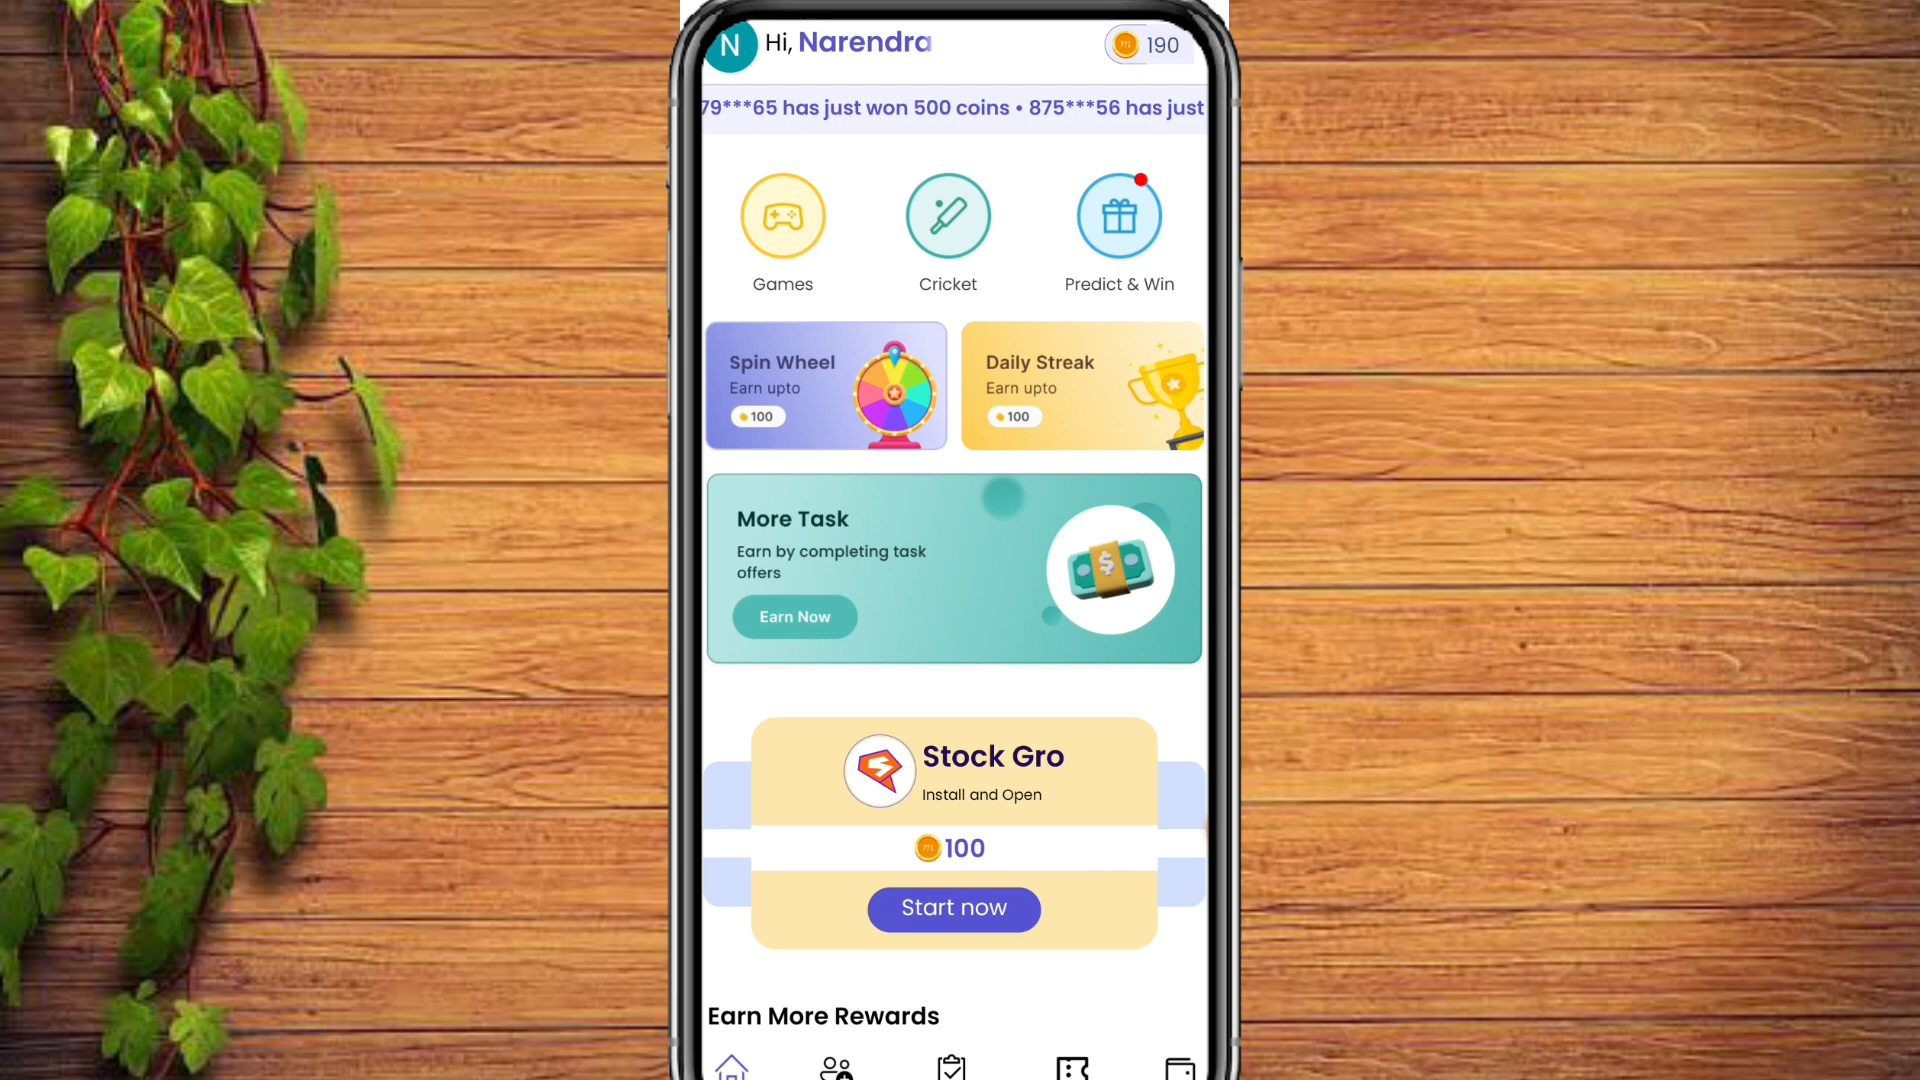 N Hi, Narendra 190
79***65 has just won 500 coins • 875***56 has just
Games Cricket Predict & Win
Spin Wheel
Earn upto
100
Daily Streak
Earn upto
100
More Task
Earn by completing task
offers
Earn Now
Stock Gro
Install and Open
m 100
Start now
Earn More Rewards